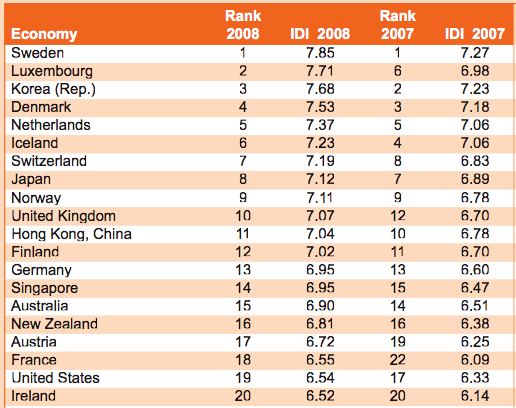 Rank Rank
Economy 2008 IDI 2008 2007 IDI 2007
Sweden 1 7.85 1 7.27
Luxembourg 2 7.71 6 6.98
Korea (Rep.) 3 7.68 2 7.23
Denmark 4 7.53 3 7.18
Netherlands 5 7.37 5 7.06
Iceland 6 7.23 4 7.06
Switzerland 7 7.19 8 6.83
Japan 8 7.12 7 6.89
Norway 9 7.11 9 6.78
United Kingdom 10 7.07 12 6.70
Hong Kong, China 11 7.04 10 6.78
Finland 12 7.02 11 6.70
Germany 13 6.95 13 6.60
Singapore 14 6.95 15 6.47
Australia 15 6.90 14 6.51
New Zealand 16 6.81 16 6.38
Austria 17 6.72 19 6.25
France 18 6.55 22 6.09
United States 19 6.54 17 6.33
Ireland 20 6.52 20 6.14